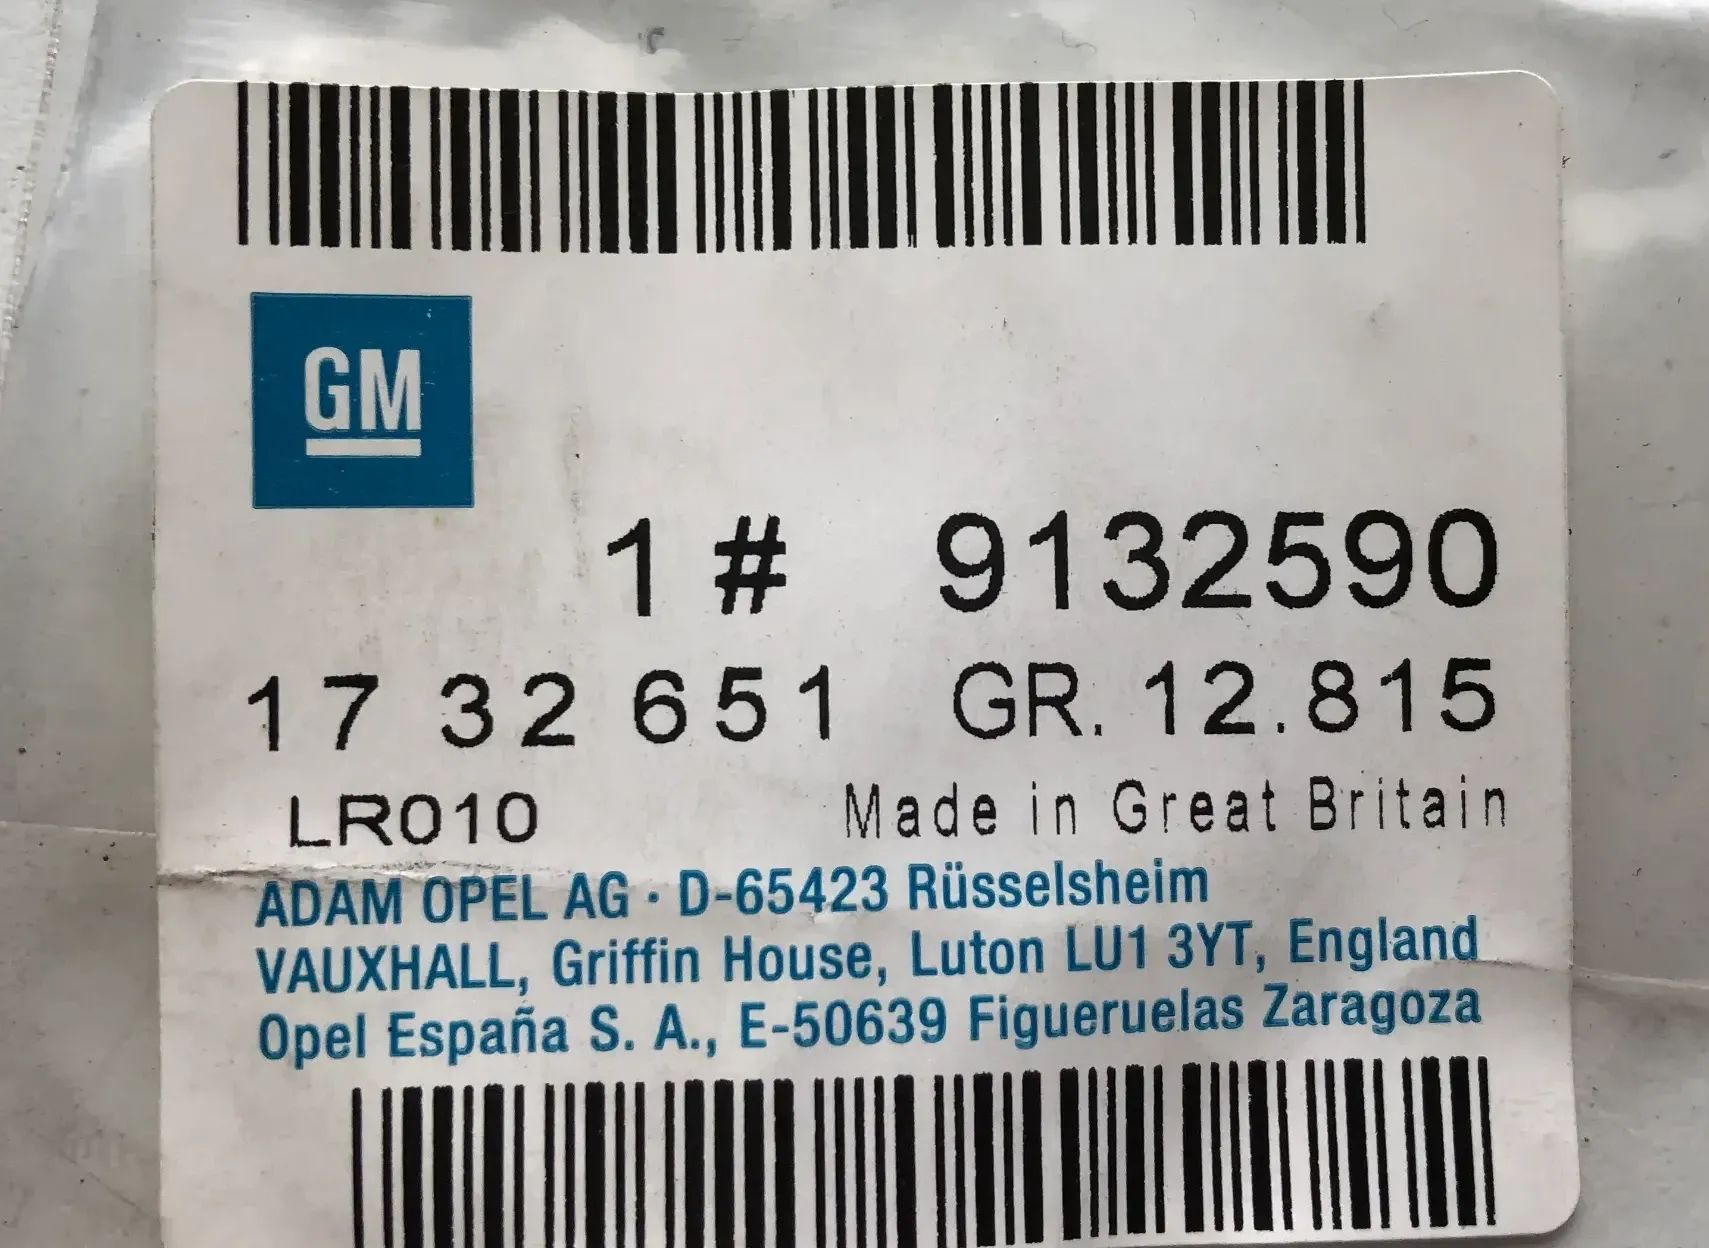 GM
1 # 9132590
17 32 651 GR. 12.815
LR010 Made in Great Britain
ADAM OPEL AG · D-65423 Rüsselsheim
VAUXHALL, Griffin House, Luton LU1 3YT, England
Opel España S. A., E-50639 Figueruelas Zaragoza